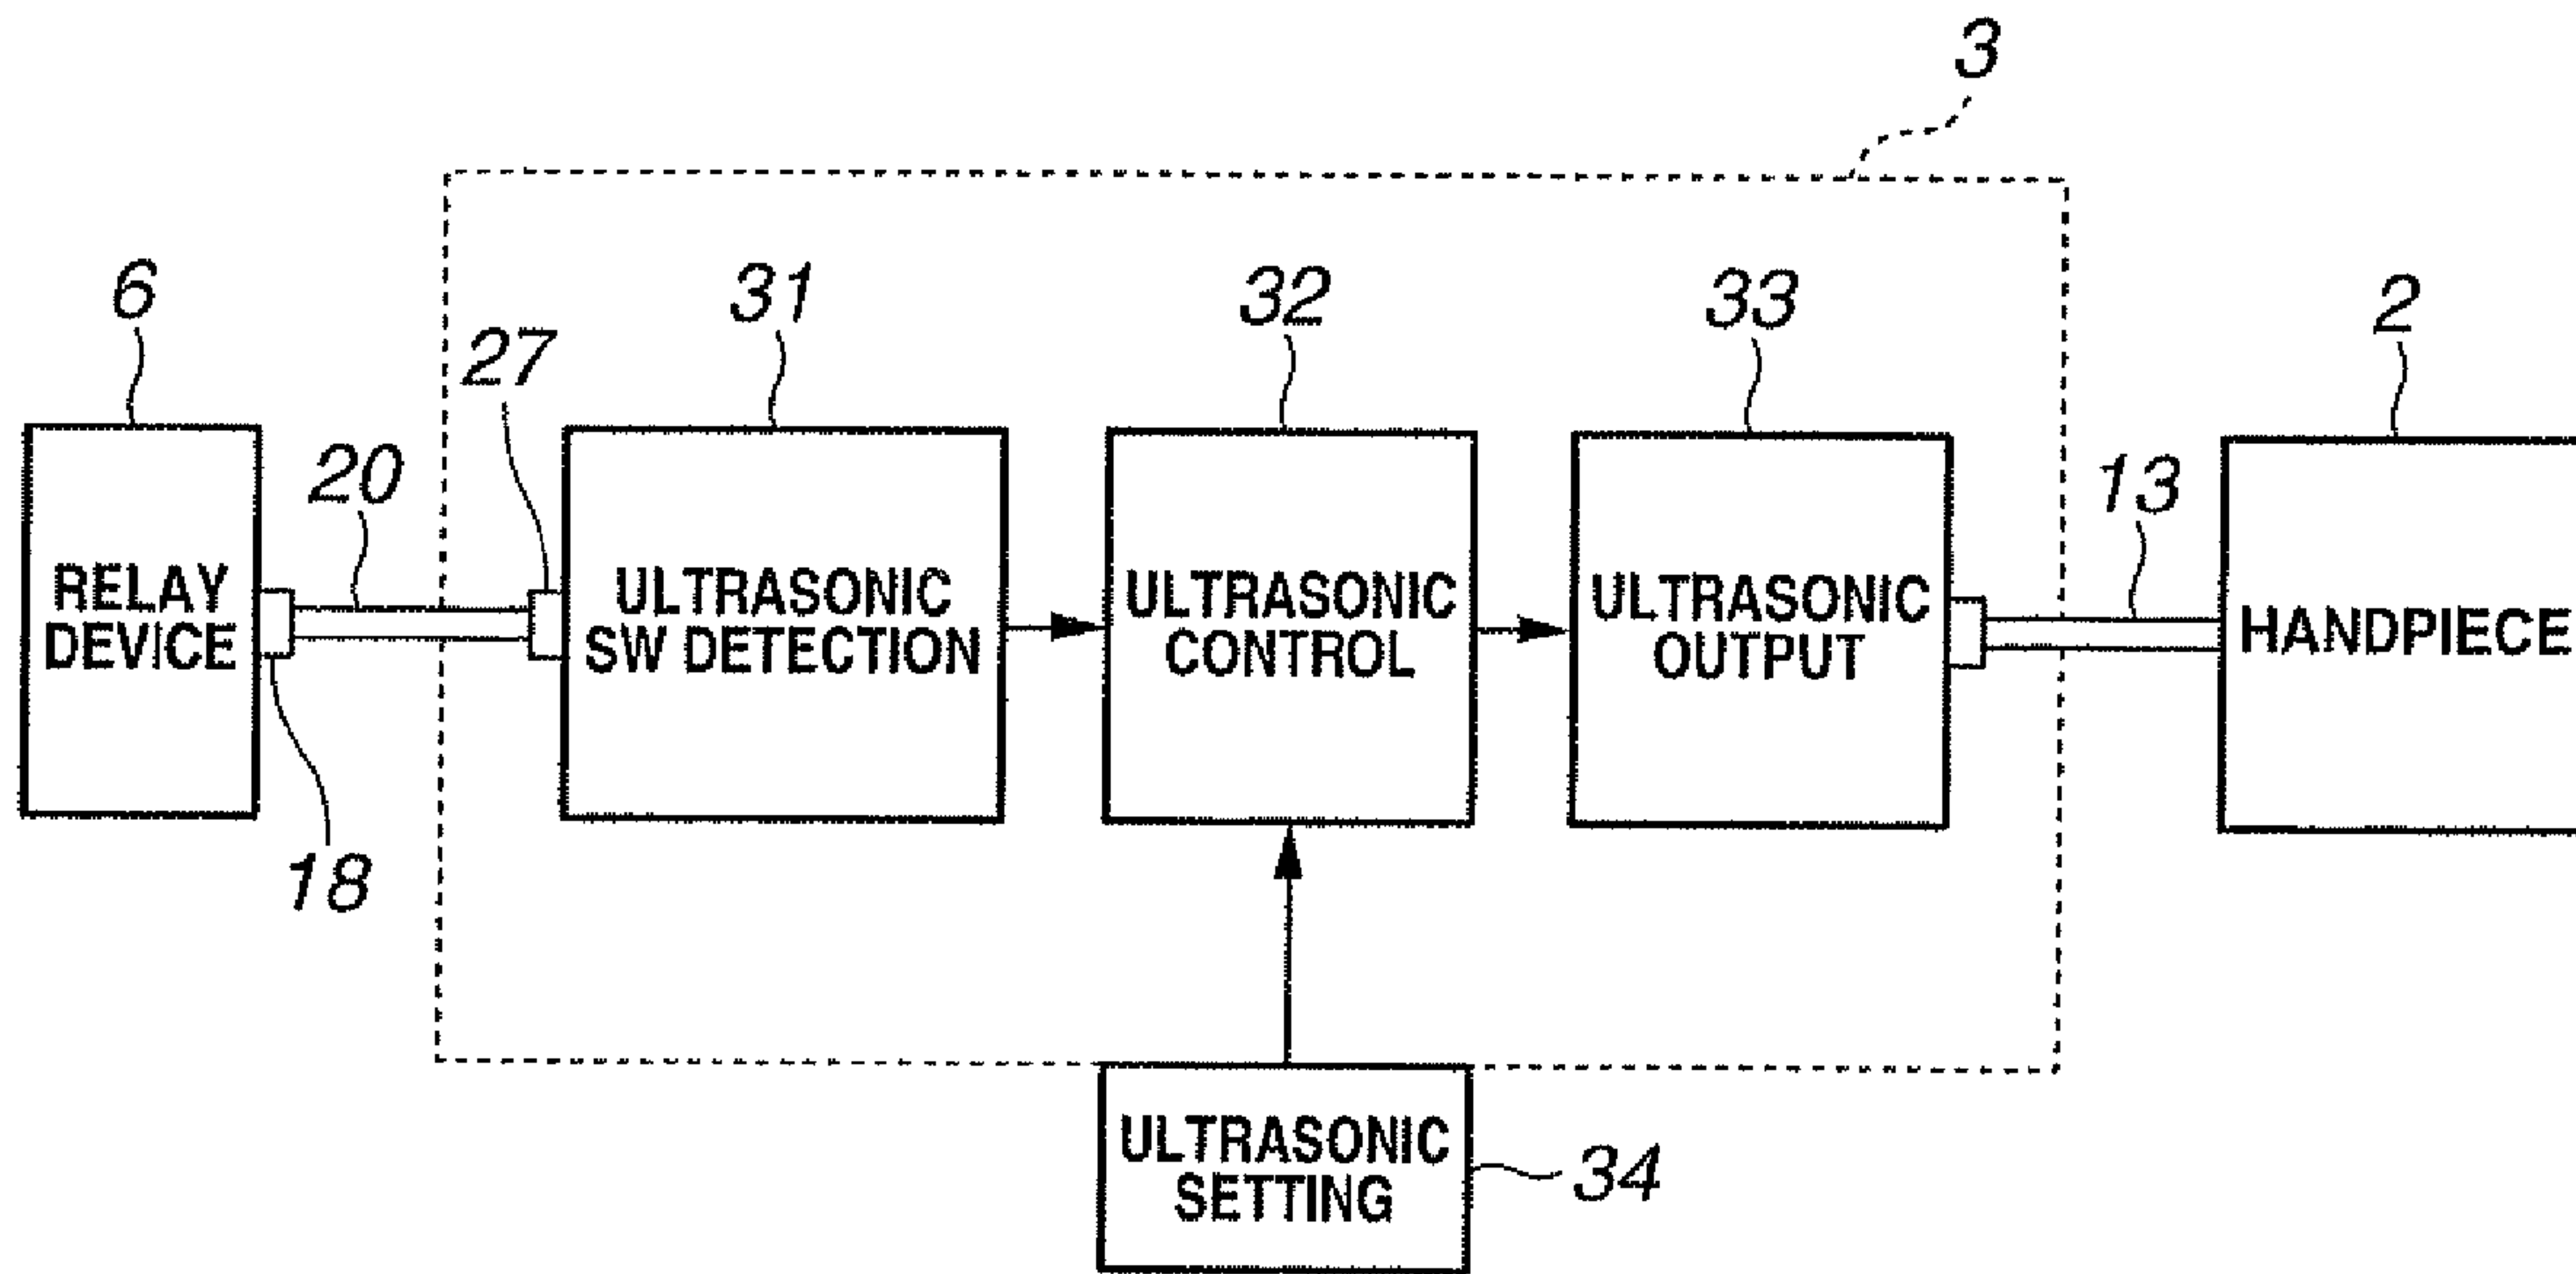 3
6
31
32
33
2
27
20
13
RELAY
DEVICE
ULTRASONIC
SW DETECTION
ULTRASONIC
CONTROL
ULTRASONIC
OUTPUT
HANDPIECE
18
ULTRASONIC
SETTING
34